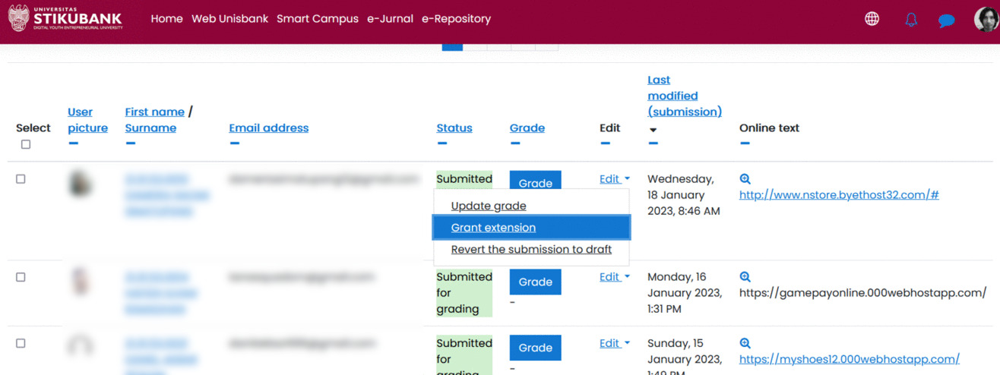 UNIVERSITAS
STIKUBANK
DIGITAL YOUTH ENTREPRENEURIAL UNIVERSITY
Home Web Unisbank Smart Campus e-Jurnal e-Repository
Select
User picture
First name / Surname
Email address
Status
Grade
Edit
Last modified (submission)
Online text
Submitted
Grade
Edit
Wednesday,
18 January
2023, 8:46 AM
http://www.nstore.byethost32.com/#
Update grade
Grant extension
Revert the submission to draft
Submitted
for
grading
Grade
-
Edit
Monday, 16
January 2023,
1:31 PM
https://gamepayonline.000webhostapp.com/
Submitted
for
grading
Grade
-
Edit
Sunday, 15
January 2023,
1:49 PM
https://myshoes12.000webhostapp.com/